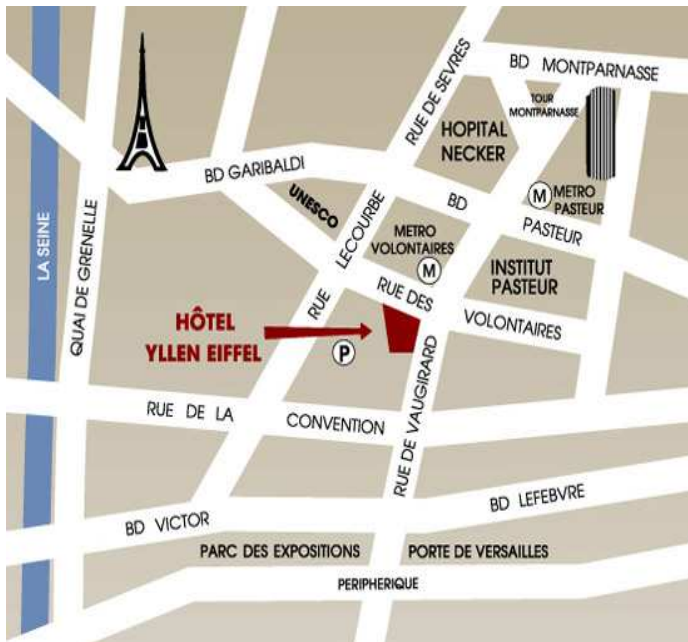 BD MONTPARNASSE
TOUR
MONTPARNASSE
RUE DE SEVRES
HOPITAL
NECKER
BD GARIBALDI
M METRO
PASTEUR
UNESCO
BD
PASTEUR
LA SEINE
QUAI DE GRENELLE
RUE LECOURBE
METRO
VOLONTAIRES
M
INSTITUT
PASTEUR
RUE DES
VOLONTAIRES
HÔTEL
YLLEN EIFFEL
P
RUE DE VAUGIRARD
RUE DE LA CONVENTION
BD LEFEBVRE
BD VICTOR
PARC DES EXPOSITIONS
PORTE DE VERSAILLES
PERIPHERIQUE